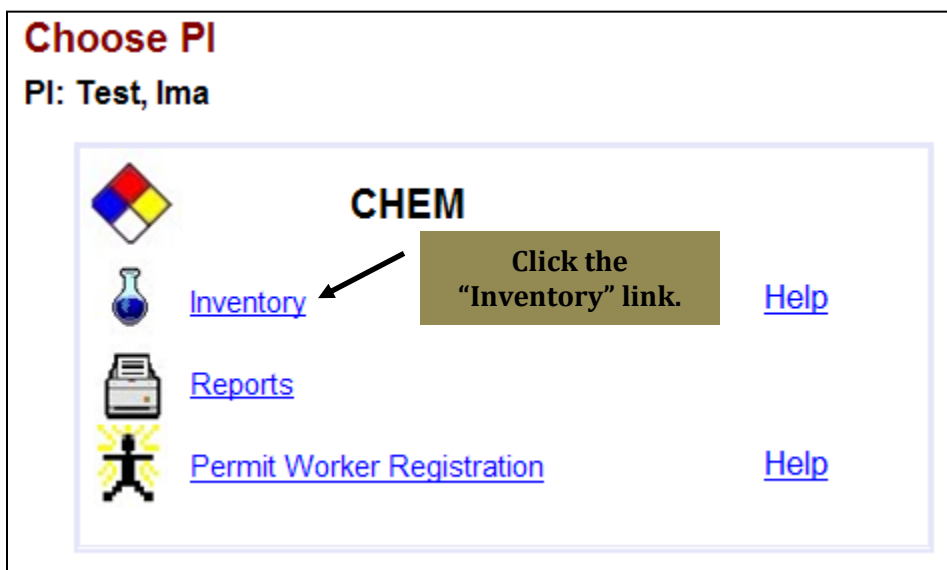 Choose PI
PI: Test, Ima
CHEM
Click the
“Inventory” link.
Inventory
Help
Reports
Permit Worker Registration
Help